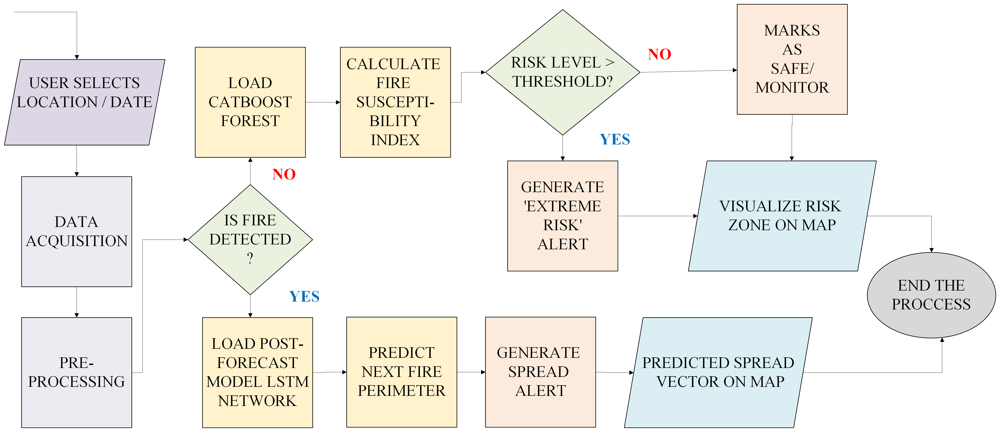 USER SELECTS
LOCATION / DATE
DATA
ACQUISITION
PRE-
PROCESSING
IS FIRE
DETECTED
?
NO
LOAD
CATBOOST
FOREST
CALCULATE
FIRE
SUSCEPTI-
BILITY
INDEX
RISK LEVEL >
THRESHOLD?
NO
MARKS
AS
SAFE/
MONITOR
YES
GENERATE
'EXTREME
RISK'
ALERT
VISUALIZE RISK
ZONE ON MAP
YES
LOAD POST-
FORECAST
MODEL LSTM
NETWORK
PREDICT
NEXT FIRE
PERIMETER
GENERATE
SPREAD
ALERT
PREDICTED SPREAD
VECTOR ON MAP
END THE
PROCCESS